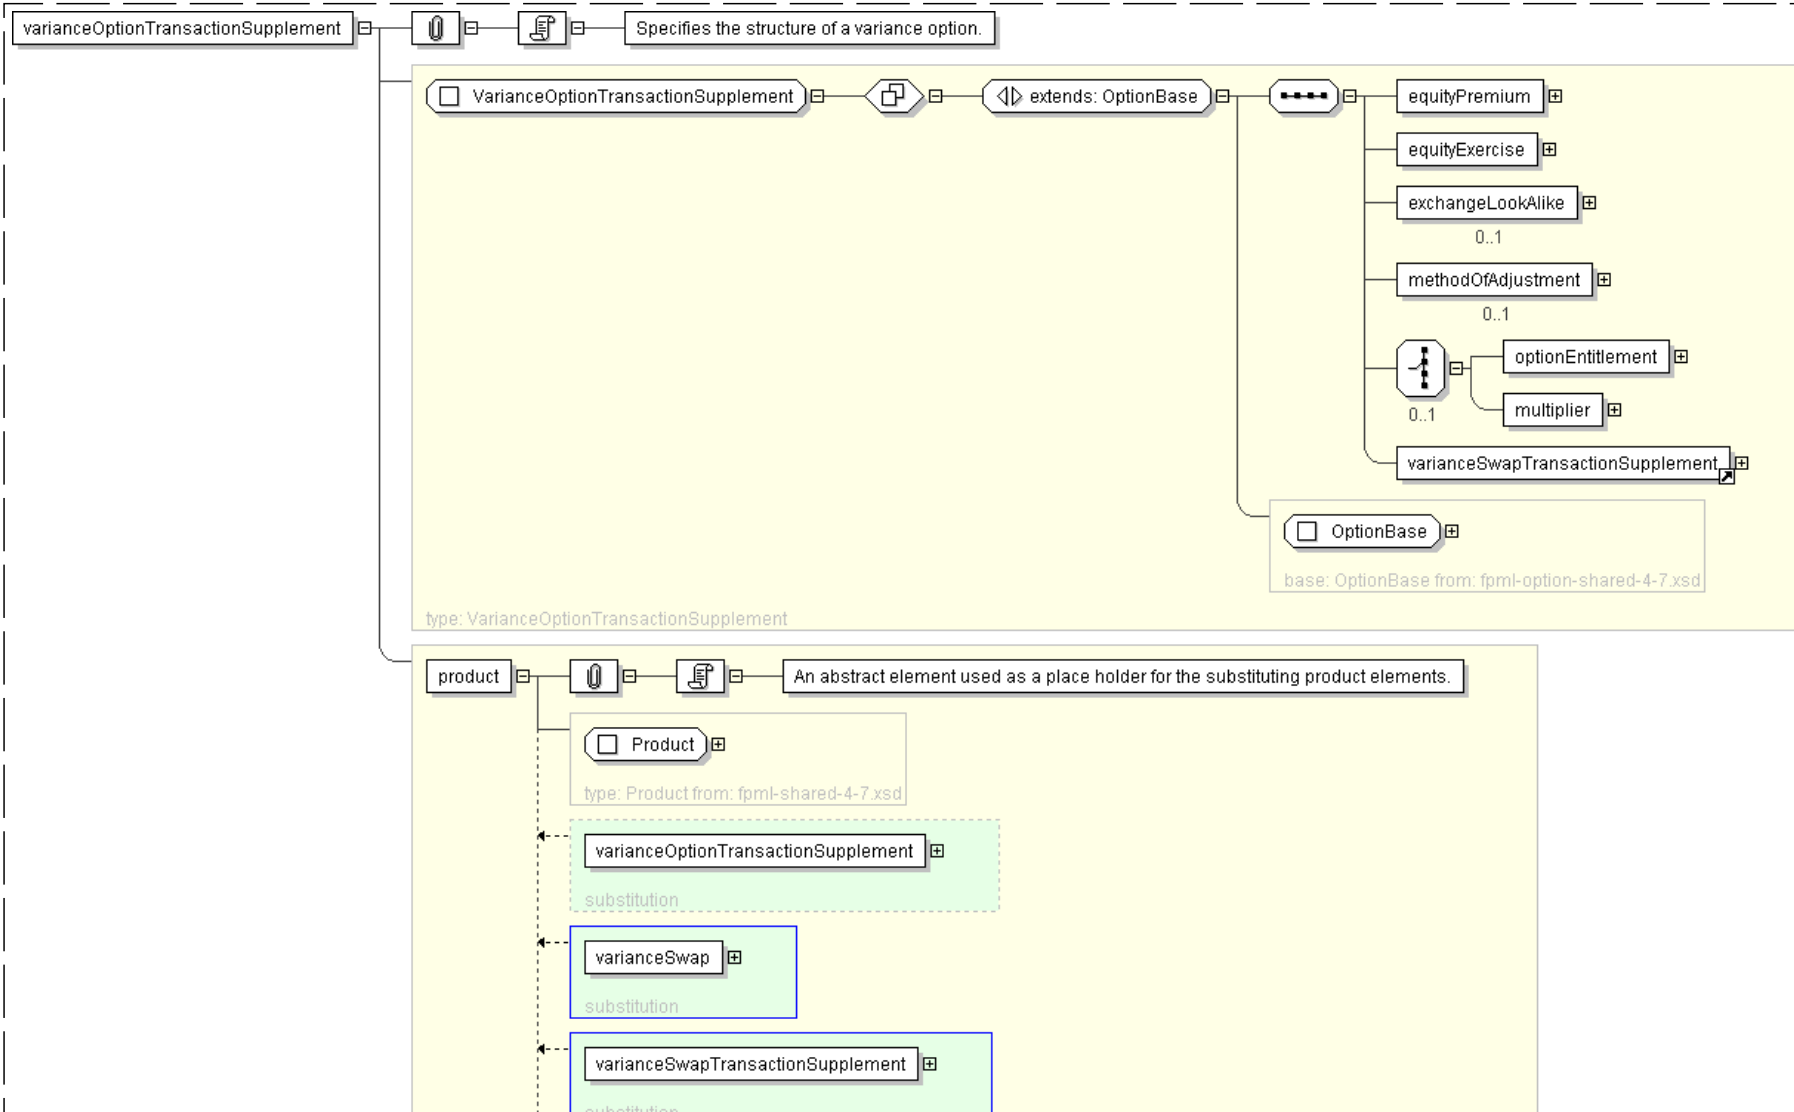 varianceOptionTransactionSupplement
Specifies the structure of a variance option.
VarianceOptionTransactionSupplement
extends: OptionBase
equityPremium
equityExercise
exchangeLookAlike
0..1
methodOfAdjustment
0..1
optionEntitlement
multiplier
0..1
varianceSwapTransactionSupplement
OptionBase
base: OptionBase from: fpml-option-shared-4-7.xsd
type: VarianceOptionTransactionSupplement
product
An abstract element used as a place holder for the substituting product elements.
Product
type: Product from: fpml-shared-4-7.xsd
varianceOptionTransactionSupplement
substitution
varianceSwap
substitution
varianceSwapTransactionSupplement
substitution